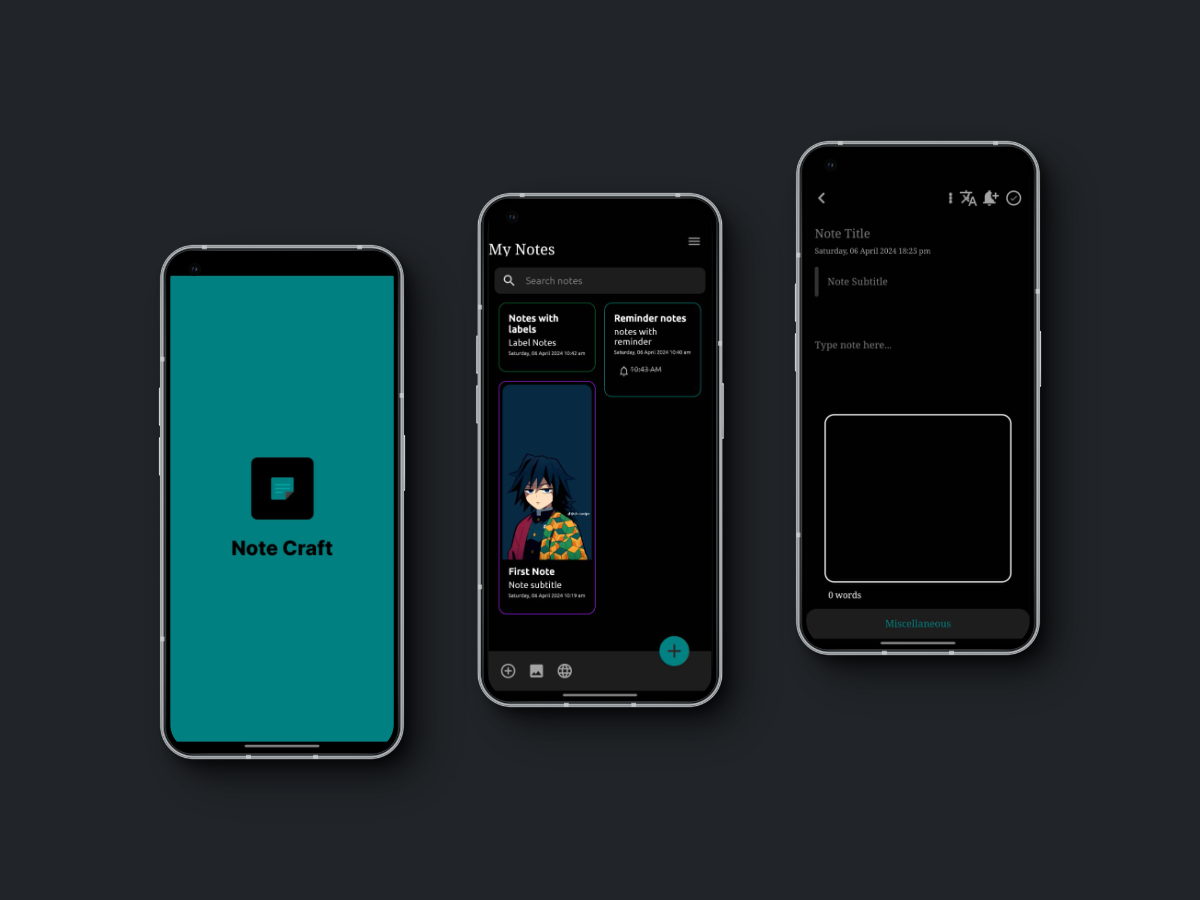 Note Craft
My Notes
Search notes
Notes with
labels
Label Notes
Saturday, 06 April 2024 10:42 am
Reminder notes
notes with
reminder
Saturday, 06 April 2024 10:40 am
10:43 AM
First Note
Note subtitle
Saturday, 06 April 2024 10:19 am
Note Title
Saturday, 06 April 2024 18:25 pm
Note Subtitle
Type note here...
0 words
Miscellaneous